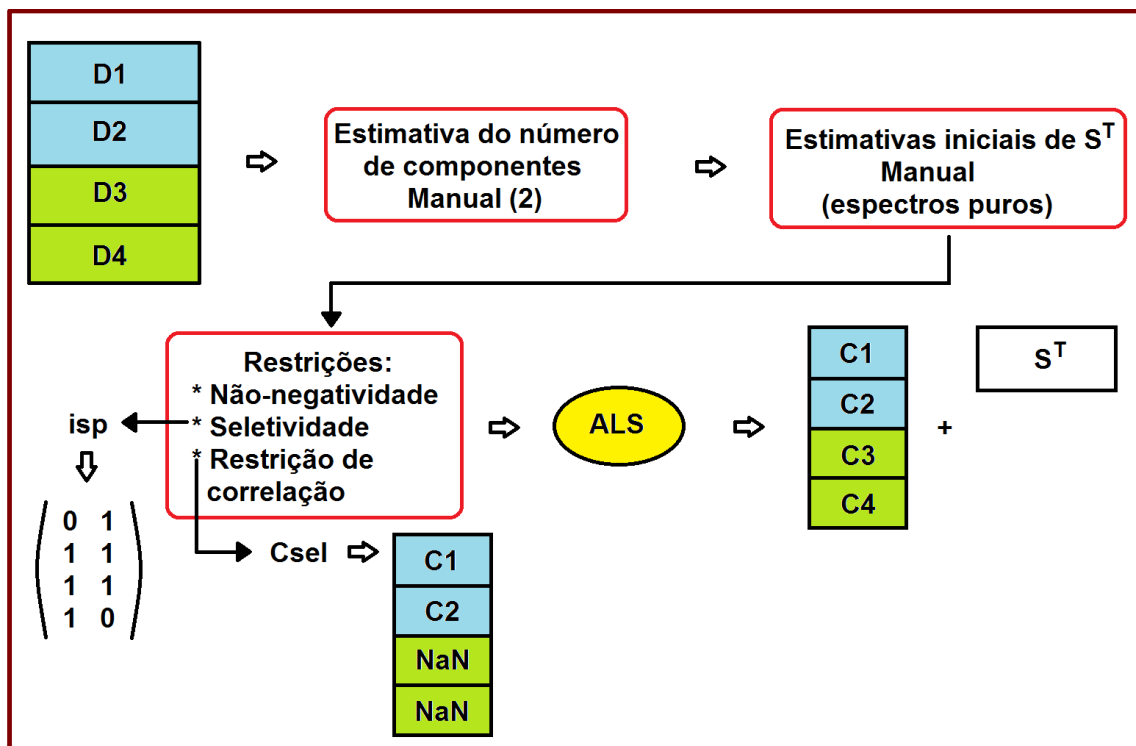 D1
D2
D3
D4
Estimativa do número
de componentes
Manual (2)
Estimativas iniciais de S^T
Manual
(espectros puros)
Restrições:
* Não-negatividade
* Seletividade
* Restrição de
correlação
isp
0 1
1 1
1 1
1 0
Csel
C1
C2
NaN
NaN
ALS
C1
C2
C3
C4
+
S^T